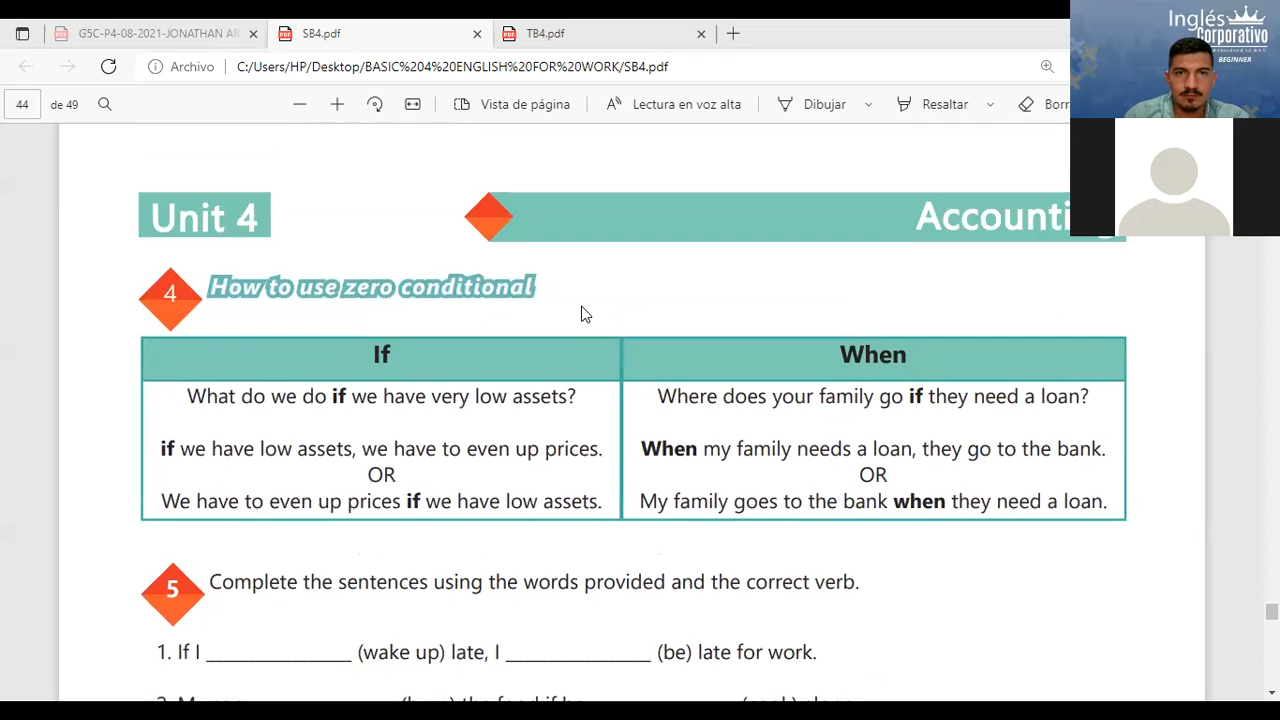 G5C-P4-08-2021-JONATHAN
SB4.pdf
TB4.pdf
Inglés
Corporativo
BEGINNER
Archivo
C:/Users/HP/Desktop/BASIC%204%20ENGLISH%20FOR%20WORK/SB4.pdf
44
de 49
Vista de página
Lectura en voz alta
Dibujar
Resaltar
Unit 4
4 How to use zero conditional
If
When
What do we do if we have very low assets?
Where does your family go if they need a loan?
if we have low assets, we have to even up prices.
When my family needs a loan, they go to the bank.
OR
OR
We have to even up prices if we have low assets.
My family goes to the bank when they need a loan.
5 Complete the sentences using the words provided and the correct verb.
1. If I ______________ (wake up) late, I ______________ (be) late for work.